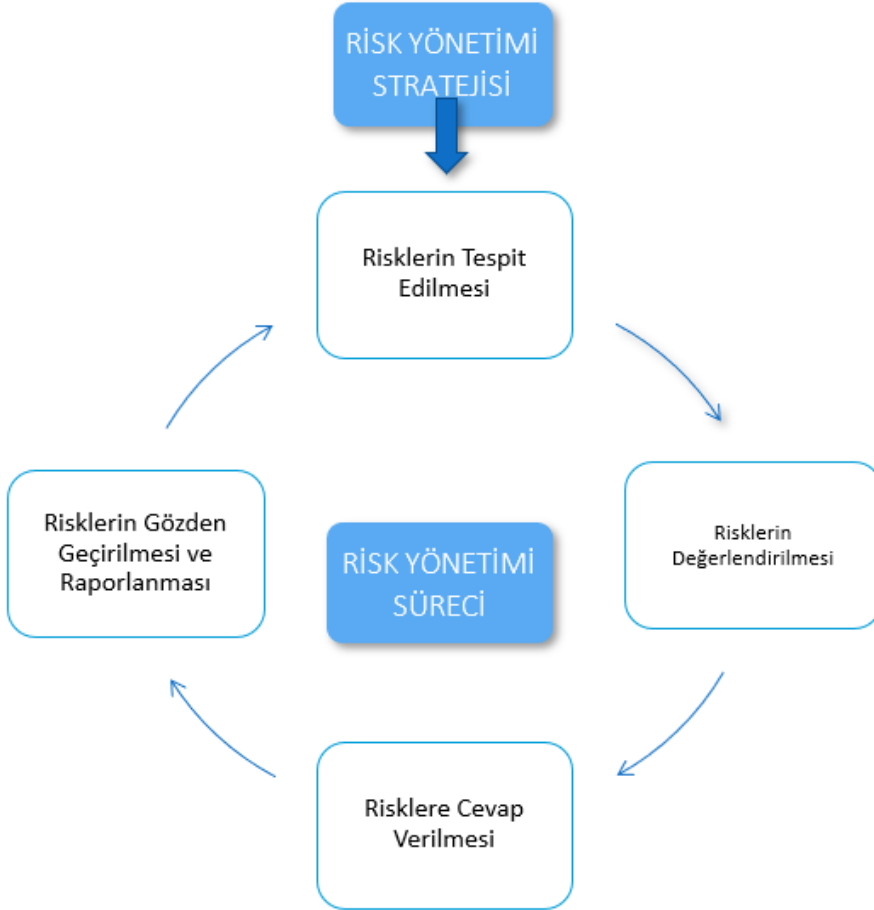 RİSK YÖNETİMİ
STRATEJİSİ
Risklerin Tespit
Edilmesi
Risklerin
Değerlendirilmesi
Risklere Cevap
Verilmesi
Risklerin Gözden
Geçirilmesi ve
Raporlanması
RİSK YÖNETİMİ
SÜRECİ